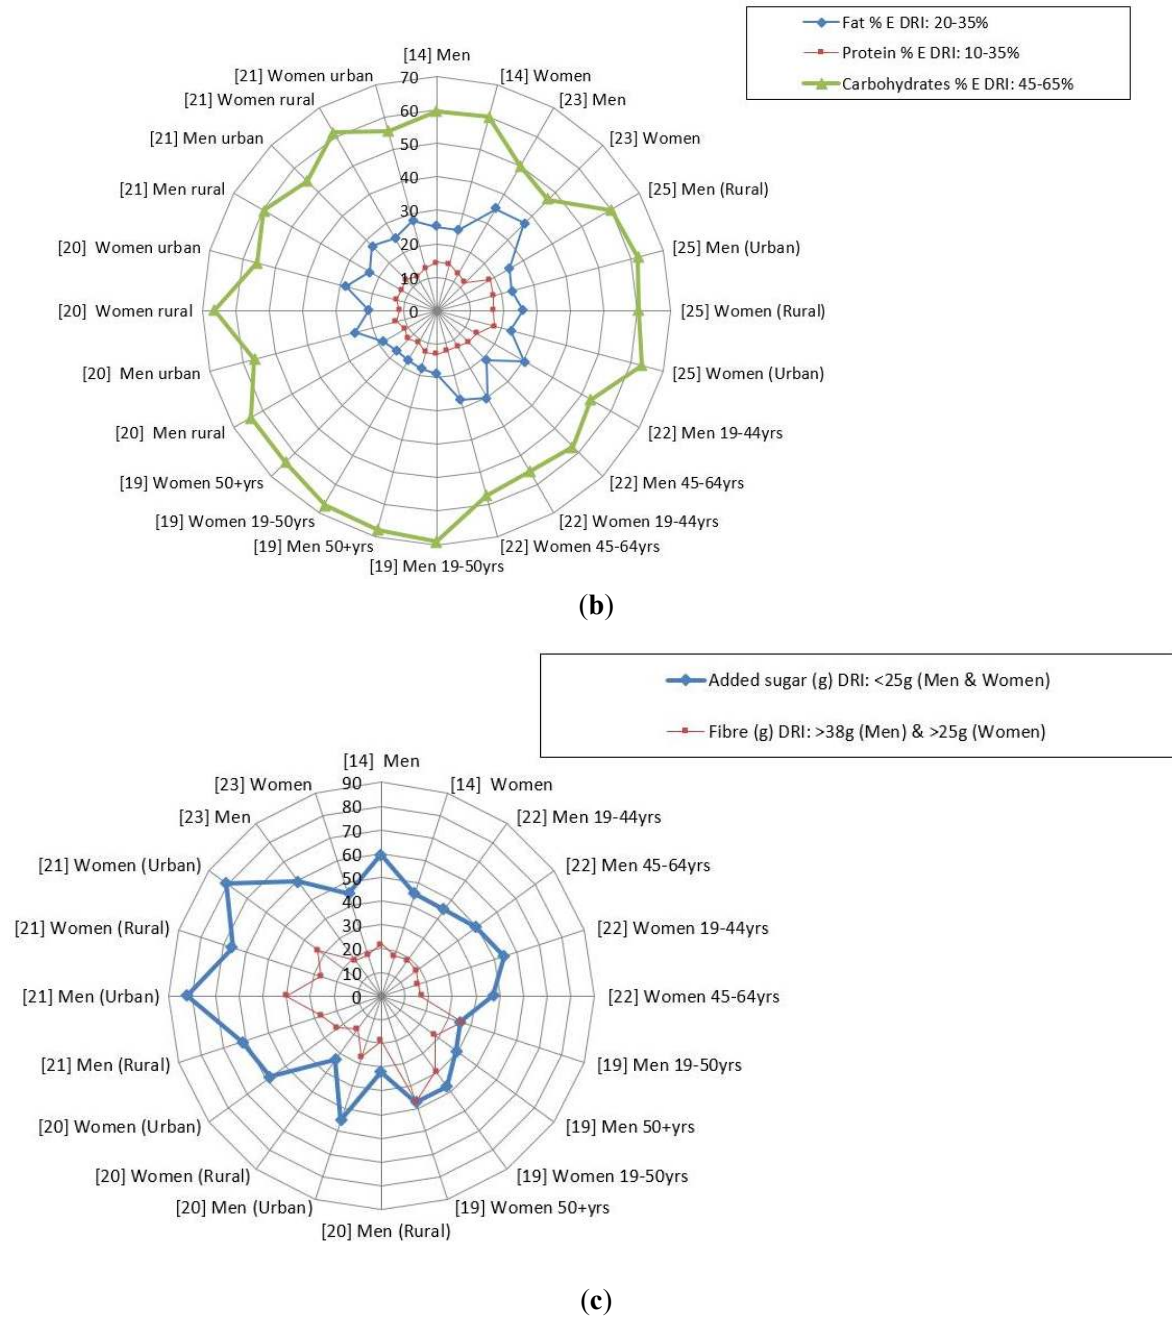 Fat % E DRI: 20-35%
Protein % E DRI: 10-35%
Carbohydrates % E DRI: 45-65%
[14] Men
[14] Women
[23] Men
[23] Women
[25] Men (Rural)
[25] Men (Urban)
[25] Women (Rural)
[25] Women (Urban)
[22] Men 19-44yrs
[22] Men 45-64yrs
[22] Women 19-44yrs
[22] Women 45-64yrs
[19] Men 19-50yrs
[19] Men 50+yrs
[19] Women 19-50yrs
[19] Women 50+yrs
[20] Men rural
[20] Men urban
[20] Women rural
[20] Women urban
[21] Men rural
[21] Men urban
[21] Women rural
[21] Women urban
70
60
50
40
30
20
10
0
(b)
Added sugar (g) DRI: <25g (Men & Women)
Fibre (g) DRI: >38g (Men) & >25g (Women)
[14] Men
[14] Women
[22] Men 19-44yrs
[22] Men 45-64yrs
[22] Women 19-44yrs
[22] Women 45-64yrs
[19] Men 19-50yrs
[19] Men 50+yrs
[19] Women 19-50yrs
[19] Women 50+yrs
[20] Men (Rural)
[20] Men (Urban)
[20] Women (Rural)
[20] Women (Urban)
[21] Men (Rural)
[21] Men (Urban)
[21] Women (Rural)
[21] Women (Urban)
[23] Men
[23] Women
90
80
70
60
50
40
30
20
10
0
(c)